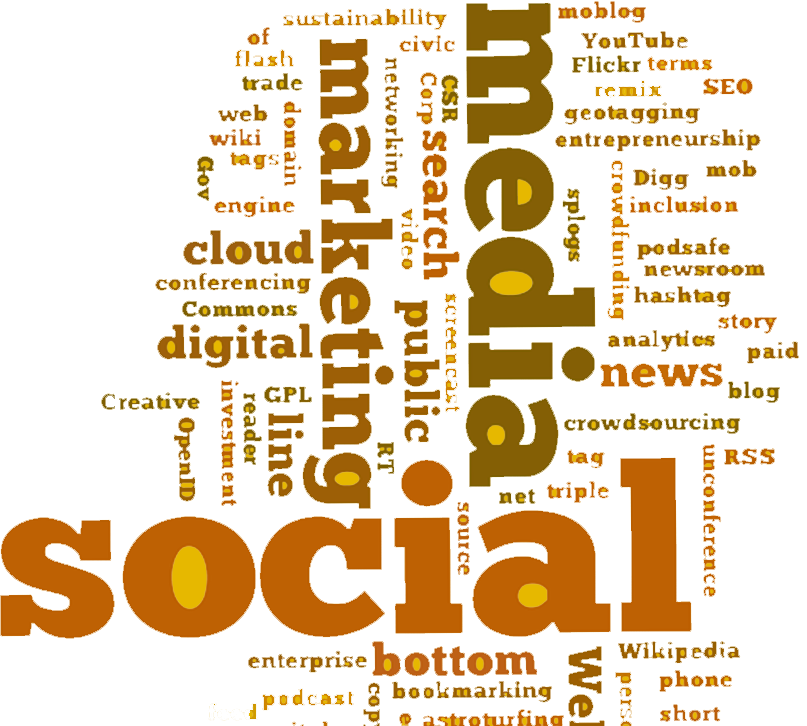 sustainability
moblog
of
civic
YouTube
flash
Flickr
terms
trade
networking
Corp
CSR
remix
SEO
marketing
media
web
domain
geotagging
wiki
search
entrepreneurship
tags
Gov
crowdfunding
Digg
mob
engine
video
splogs
inclusion
cloud
podsafe
newsroom
conferencing
hashtag
Commons
public
screencast
story
digital
analytics
paid
news
Creative
investment
reader
GPL
blog
OpenID
line
crowdsourcing
RT
tag
unconference
RSS
net
triple
social
source
enterprise
bottom
Wikipedia
phone
podcast
bookmarking
short
astroturfing